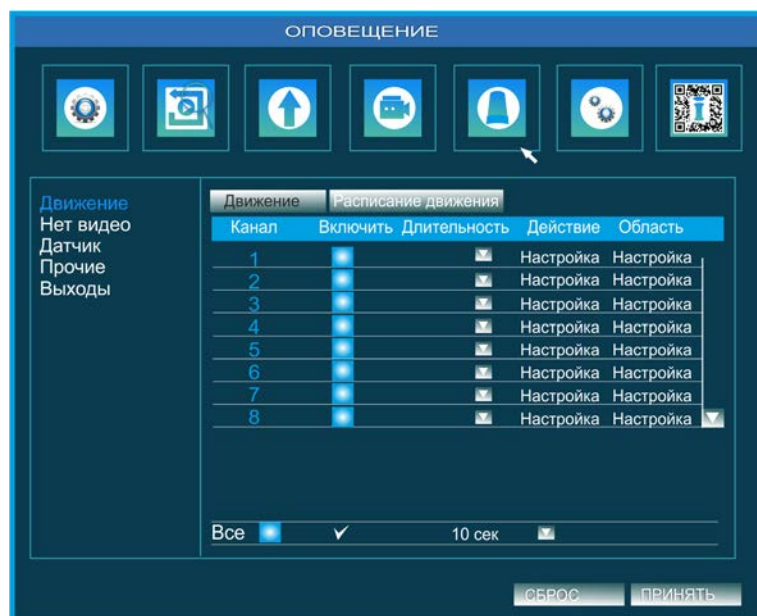 ОПОВЕЩЕНИЕ
Движение
Нет видео
Датчик
Прочие
Выходы
Движение Расписание движения
Канал Включить Длительность Действие Область
1 Настройка Настройка
2 Настройка Настройка
3 Настройка Настройка
4 Настройка Настройка
5 Настройка Настройка
6 Настройка Настройка
7 Настройка Настройка
8 Настройка Настройка
Все 10 сек
СБРОС ПРИНЯТЬ